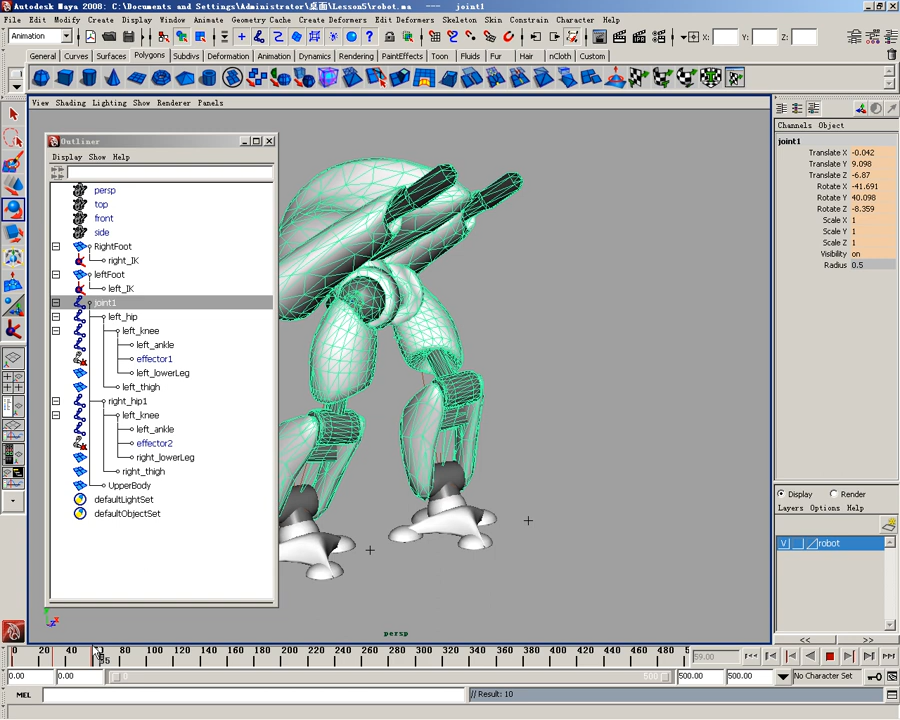 Autodesk Maya 2008: C:\Documents and Settings\Administrator\桌面\Lesson5\robot.ma --- joint1
File Modify Create Display Window Animate Geometry Cache Create Deformers Edit Deformers Skeleton Skin Constrain Character Help
Animation X: Y: Z:
General Curves Surfaces Polygons Subdivs Deformation Animation Dynamics Rendering PaintEffects Toon Fluids Fur Hair nCloth Custom
View Shading Lighting Show Renderer Panels
Channels Object
Outliner
Display Show Help
persp
top
front
side
RightFoot
right_IK
leftFoot
left_IK
joint1
left_hip
left_knee
left_ankle
effector1
left_lowerLeg
left_thigh
right_hip1
left_knee
left_ankle
effector2
right_lowerLeg
right_thigh
UpperBody
defaultLightSet
defaultObjectSet
joint1
Translate X -0.042
Translate Y 9.098
Translate Z -6.87
Rotate X -41.691
Rotate Y 40.098
Rotate Z -8.359
Scale X 1
Scale Y 1
Scale Z 1
Visibility on
Radius 0.5
Display Render
Layers Options Help
V robot
<< >>
persp
0 20 40 80 100 120 140 160 180 200 220 240 260 280 300 320 340 360 380 400 420 440 460 480 5
59.00
0.00 0.00 500 500.00 500.00 No Character Set
MEL // Result: 10